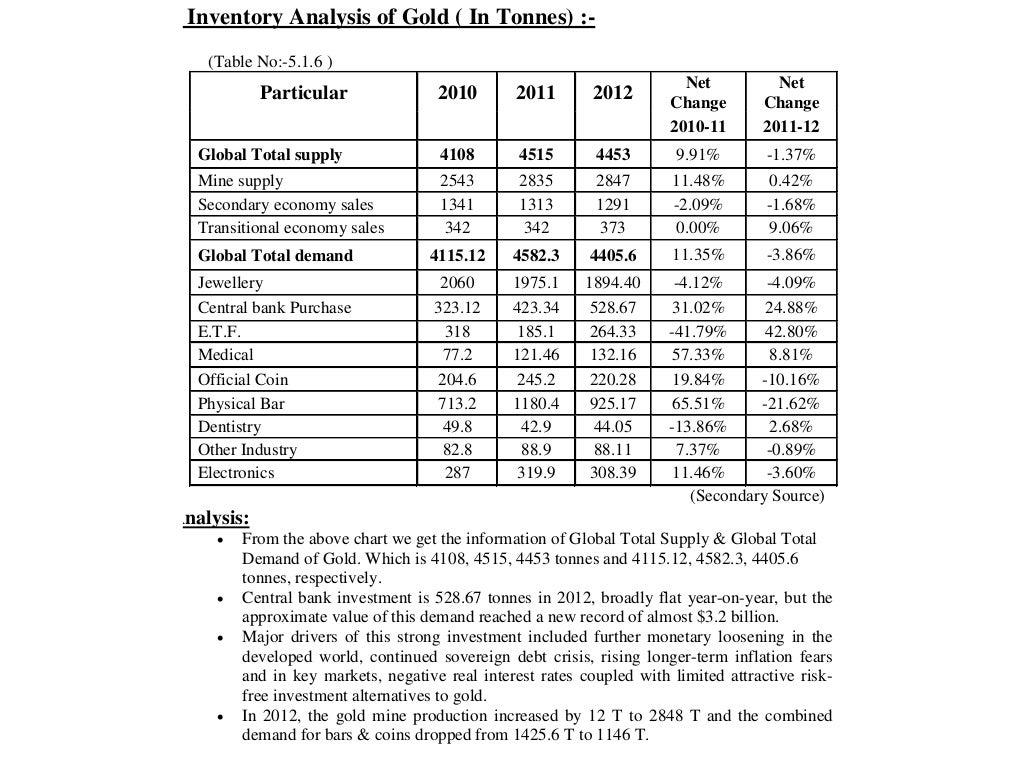 Inventory Analysis of Gold ( In Tonnes) :-
(Table No:-5.1.6 )
Particular 2010 2011 2012 Net Change 2010-11 Net Change 2011-12
Global Total supply 4108 4515 4453 9.91% -1.37%
Mine supply 2543 2835 2847 11.48% 0.42%
Secondary economy sales 1341 1313 1291 -2.09% -1.68%
Transitional economy sales 342 342 373 0.00% 9.06%
Global Total demand 4115.12 4582.3 4405.6 11.35% -3.86%
Jewellery 2060 1975.1 1894.40 -4.12% -4.09%
Central bank Purchase 323.12 423.34 528.67 31.02% 24.88%
E.T.F. 318 185.1 264.33 -41.79% 42.80%
Medical 77.2 121.46 132.16 57.33% 8.81%
Official Coin 204.6 245.2 220.28 19.84% -10.16%
Physical Bar 713.2 1180.4 925.17 65.51% -21.62%
Dentistry 49.8 42.9 44.05 -13.86% 2.68%
Other Industry 82.8 88.9 88.11 7.37% -0.89%
Electronics 287 319.9 308.39 11.46% -3.60%
(Secondary Source)
nalysis:
• From the above chart we get the information of Global Total Supply & Global Total
Demand of Gold. Which is 4108, 4515, 4453 tonnes and 4115.12, 4582.3, 4405.6
tonnes, respectively.
• Central bank investment is 528.67 tonnes in 2012, broadly flat year-on-year, but the
approximate value of this demand reached a new record of almost $3.2 billion.
• Major drivers of this strong investment included further monetary loosening in the
developed world, continued sovereign debt crisis, rising longer-term inflation fears
and in key markets, negative real interest rates coupled with limited attractive risk-
free investment alternatives to gold.
• In 2012, the gold mine production increased by 12 T to 2848 T and the combined
demand for bars & coins dropped from 1425.6 T to 1146 T.